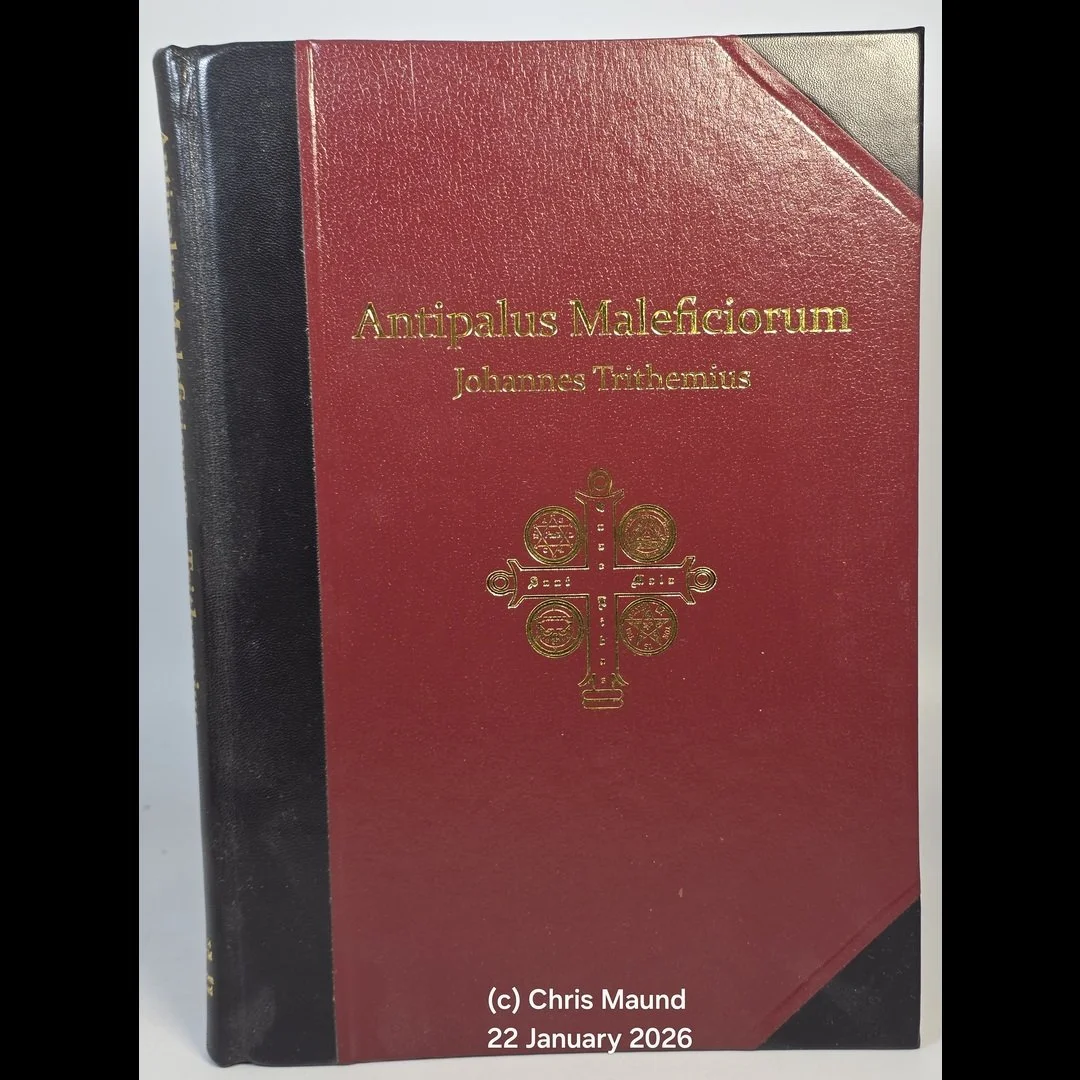 Antipalus Maleficiorum
Johannes Trithemius
(c) Chris Maund
22 January 2026